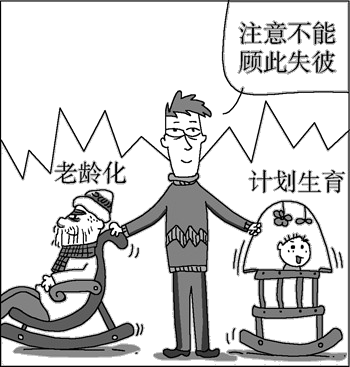 注意不能
顾此失彼
老龄化
计划生育